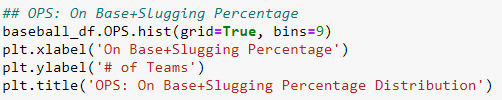 ## OPS: On Base+Slugging Percentage
baseball_df.OPS.hist(grid=True, bins=9)
plt.xlabel('On Base+Slugging Percentage')
plt.ylabel('# of Teams')
plt.title('OPS: On Base+Slugging Percentage Distribution')